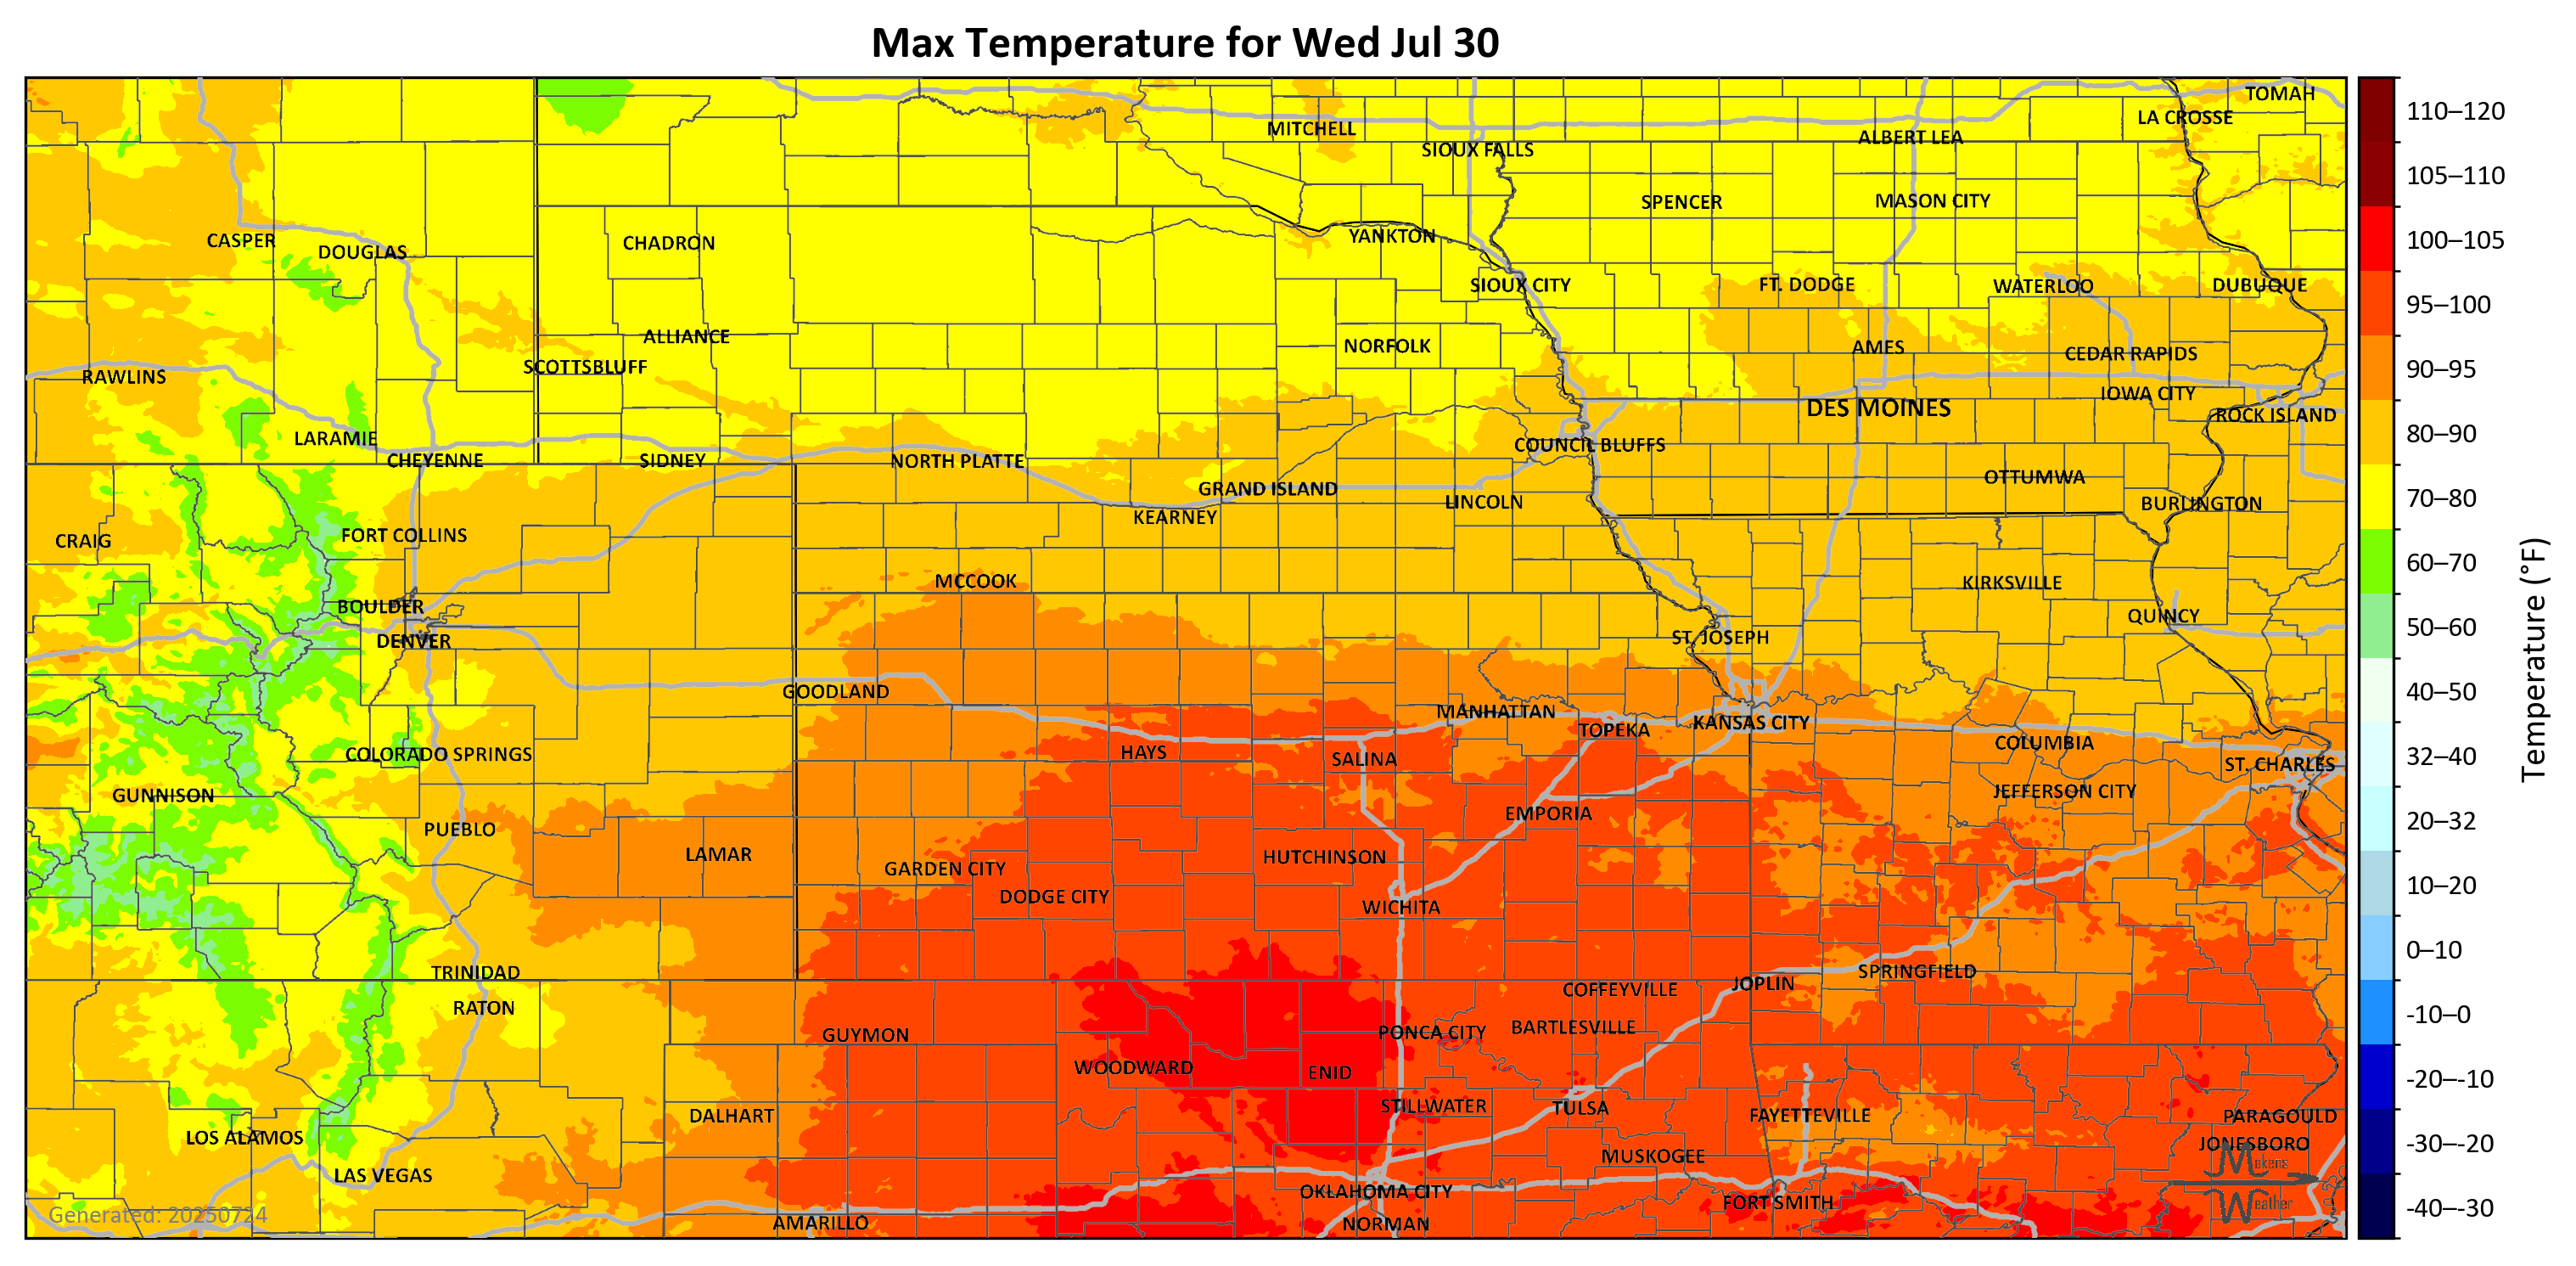 Max Temperature for Wed Jul 30
TOMAH
LA CROSSE
MITCHELL
ALBERT LEA
SIOUX FALLS
SPENCER
MASON CITY
CASPER
DOUGLAS
CHADRON
YANKTON
SIOUX CITY
FT. DODGE
WATERLOO
DUBUQUE
ALLIANCE
NORFOLK
AMES
CEDAR RAPIDS
SCOTTSBLUFF
RAWLINS
IOWA CITY
DES MOINES
ROCK ISLAND
LARAMIE
COUNCIL BLUFFS
CHEYENNE
SIDNEY
NORTH PLATTE
OTTUMWA
GRAND ISLAND
LINCOLN
BURLINGTON
KEARNEY
FORT COLLINS
CRAIG
MCCOOK
KIRKSVILLE
BOULDER
QUINCY
DENVER
ST. JOSEPH
GOODLAND
MANHATTAN
KANSAS CITY
TOPEKA
COLUMBIA
HAYS
COLORADO SPRINGS
SALINA
ST. CHARLES
JEFFERSON CITY
GUNNISON
EMPORIA
PUEBLO
LAMAR
HUTCHINSON
GARDEN CITY
DODGE CITY
WICHITA
TRINIDAD
SPRINGFIELD
JOPLIN
COFFEYVILLE
RATON
BARTLESVILLE
PONCA CITY
GUYMON
WOODWARD
ENID
STILLWATER
TULSA
DALHART
FAYETTEVILLE
PARAGOULD
LOS ALAMOS
JONESBORO
MUSKOGEE
LAS VEGAS
OKLAHOMA CITY
FORT SMITH
AMARILLO
NORMAN
Generated: 20250724
Makens
Weather
110–120
105–110
100–105
95–100
90–95
80–90
70–80
60–70
50–60
40–50
32–40
20–32
10–20
0–10
-10–0
-20–-10
-30–-20
-40–-30
Temperature (°F)